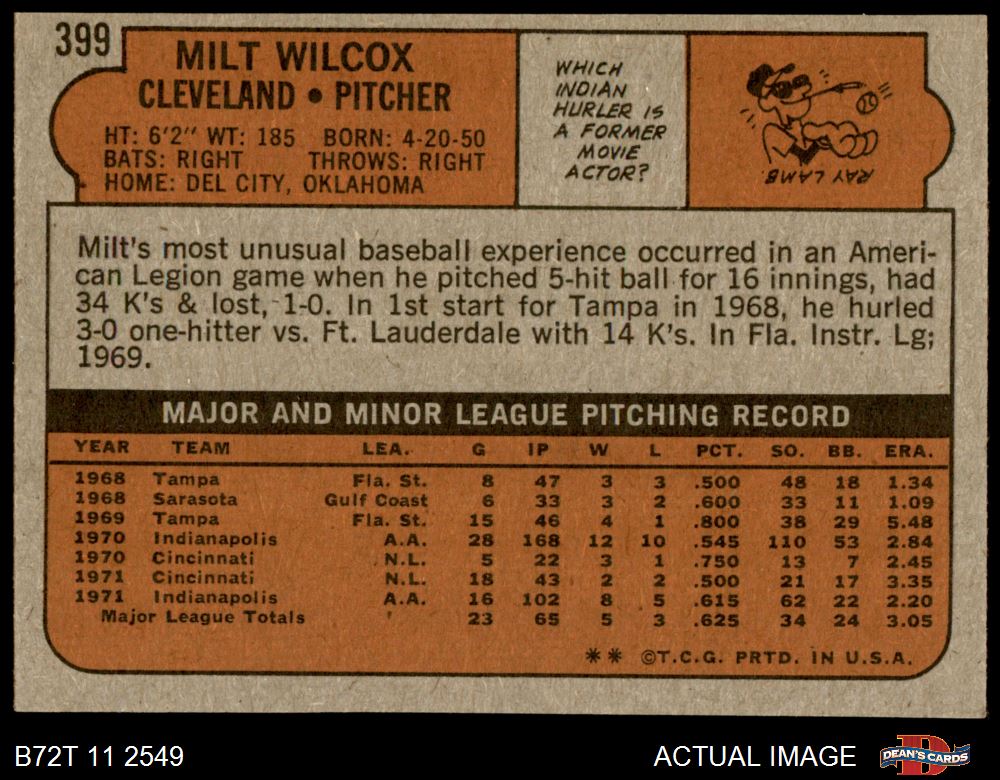 399
MILT WILCOX
CLEVELAND • PITCHER
HT: 6'2" WT: 185 BORN: 4-20-50
BATS: RIGHT THROWS: RIGHT
HOME: DEL CITY, OKLAHOMA
WHICH
INDIAN
HURLER IS
A FORMER
MOVIE
ACTOR?
RAY LAMB.
Milt's most unusual baseball experience occurred in an Ameri-
can Legion game when he pitched 5-hit ball for 16 innings, had
34 K's & lost, 1-0. In 1st start for Tampa in 1968, he hurled
3-0 one-hitter vs. Ft. Lauderdale with 14 K's. In Fla. Instr. Lg;
1969.
MAJOR AND MINOR LEAGUE PITCHING RECORD
YEAR TEAM LEA. G IP W L PCT. SO. BB. ERA.
1968 Tampa Fla. St. 8 47 3 3 .500 48 18 1.34
1968 Sarasota Gulf Coast 6 33 3 2 .600 33 11 1.09
1969 Tampa Fla. St. 15 46 4 1 .800 38 29 5.48
1970 Indianapolis A.A. 28 168 12 10 .545 110 53 2.84
1970 Cincinnati N.L. 5 22 3 1 .750 13 7 2.45
1971 Cincinnati N.L. 18 43 2 2 .500 21 17 3.35
1971 Indianapolis A.A. 16 102 8 5 .615 62 22 2.20
Major League Totals 23 65 5 3 .625 34 24 3.05
** ©T.C.G. PRTD. IN U.S.A.
B72T 11 2549 ACTUAL IMAGE DEAN'S CARDS